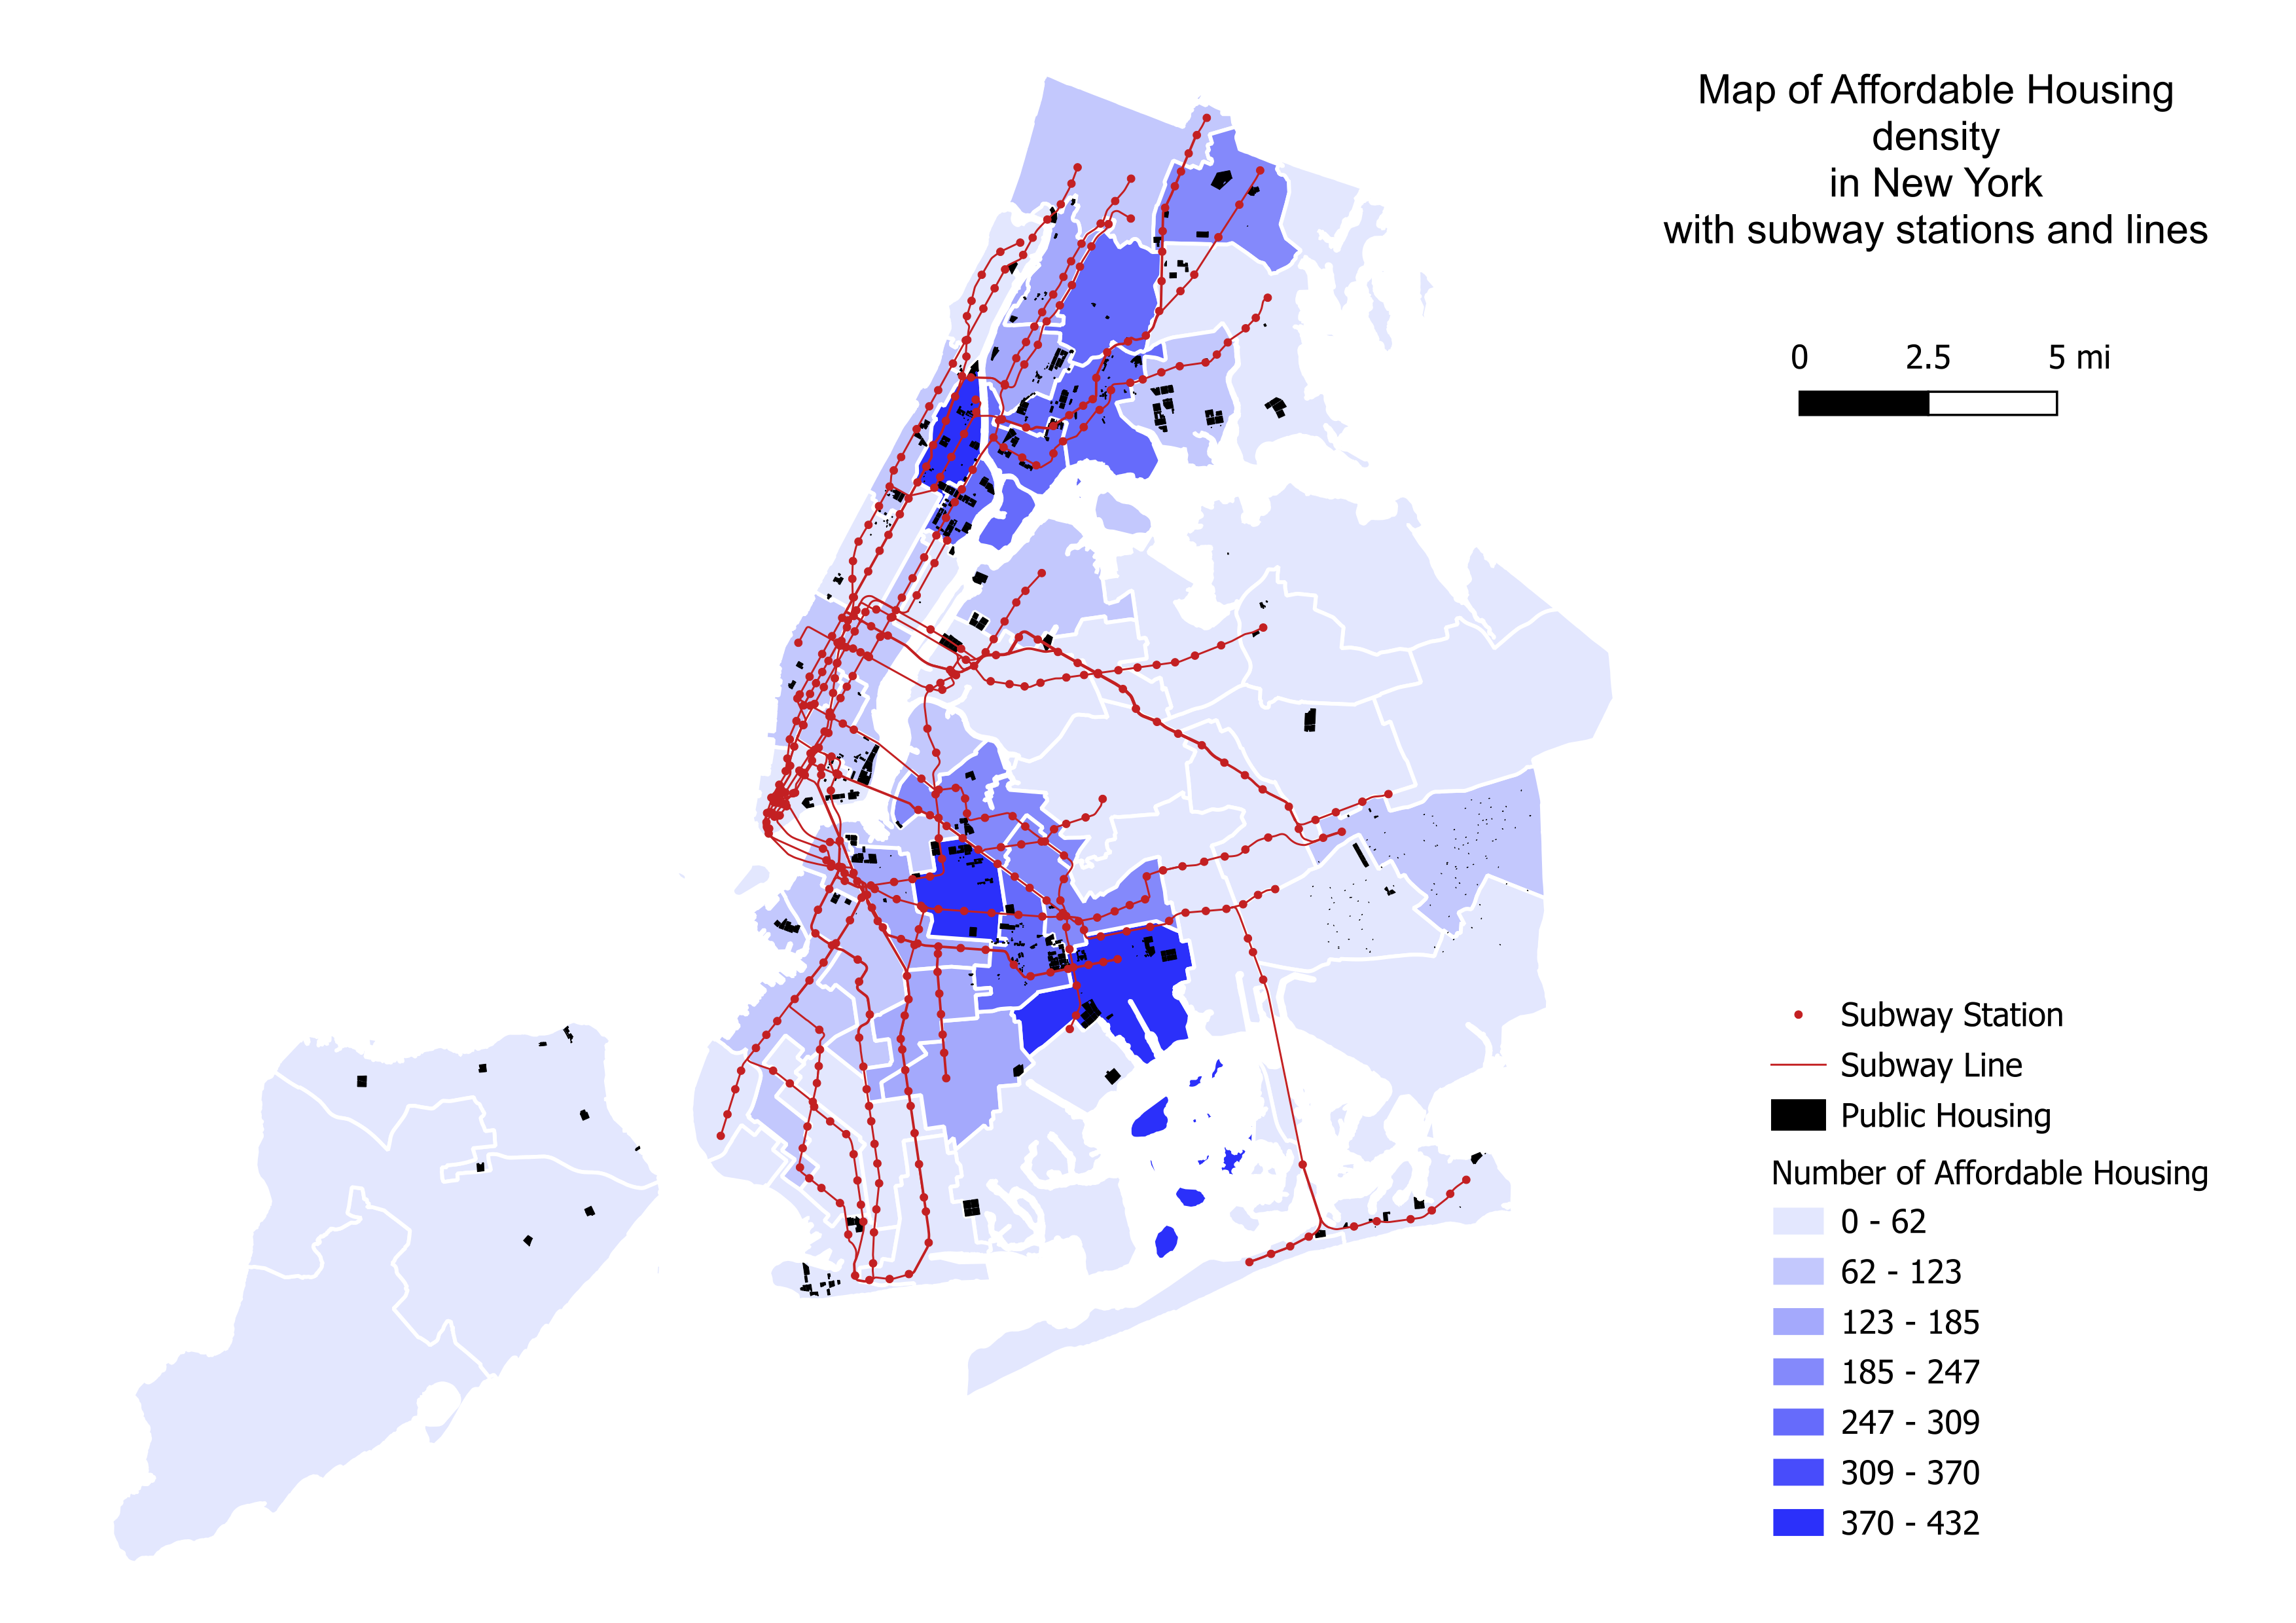 Map of Affordable Housing
density
in New York
with subway stations and lines
0 2.5 5 mi
Subway Station
Subway Line
Public Housing
Number of Affordable Housing
0 - 62
62 - 123
123 - 185
185 - 247
247 - 309
309 - 370
370 - 432